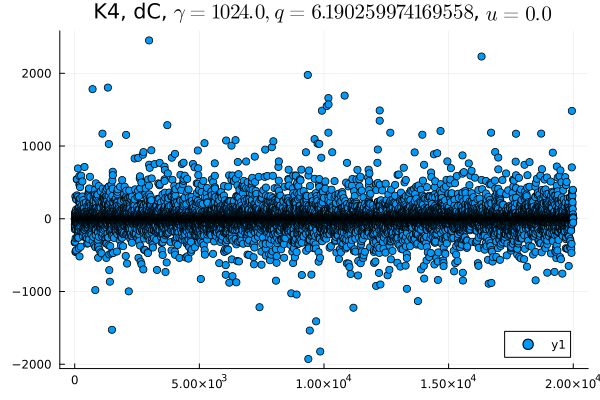 K4, dC, γ = 1024.0, q = 6.190259974169558, u = 0.0
2000
1000
0
−1000
−2000
0 5.00×10³ 1.00×10⁴ 1.50×10⁴ 2.00×10⁴
y1